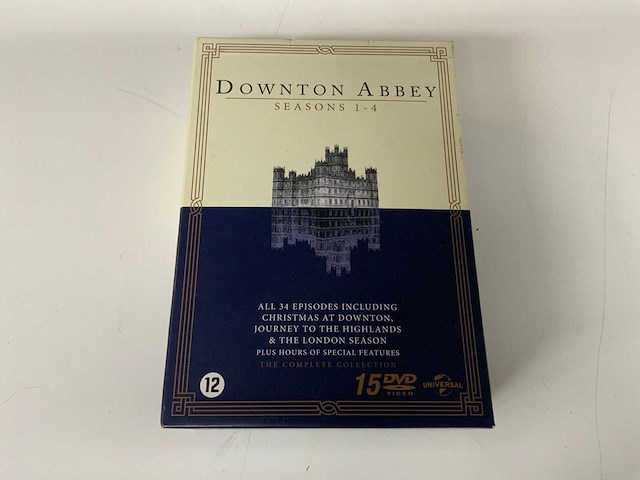 DOWNTON ABBEY
SEASONS 1-4
ALL 34 EPISODES INCLUDING
CHRISTMAS AT DOWNTON,
JOURNEY TO THE HIGHLANDS
& THE LONDON SEASON
PLUS HOURS OF SPECIAL FEATURES
THE COMPLETE COLLECTION
12
15 DVD VIDEO
UNIVERSAL